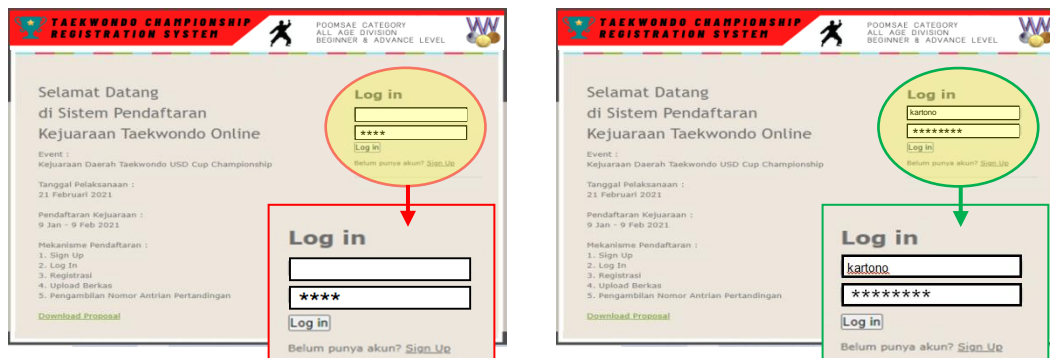 TAEKWONDO CHAMPIONSHIP
REGISTRATION SYSTEM
POOMSAE CATEGORY
ALL AGE DIVISION
BEGINNER & ADVANCE LEVEL
Selamat Datang
di Sistem Pendaftaran
Kejuaraan Taekwondo Online
Event :
Kejuaraan Daerah Taekwondo USD Cup Championship
Tanggal Pelaksanaan :
21 Februari 2021
Pendaftaran Kejuaraan :
9 Jan - 9 Feb 2021
Mekanisme Pendaftaran :
1. Sign Up
2. Log In
3. Registrasi
4. Upload Berkas
5. Pengambilan Nomor Antrian Pertandingan
Download Proposal
Log in
****
Log in
Belum punya akun? Sign Up
Log in
****
Log in
Belum punya akun? Sign Up
TAEKWONDO CHAMPIONSHIP
REGISTRATION SYSTEM
POOMSAE CATEGORY
ALL AGE DIVISION
BEGINNER & ADVANCE LEVEL
Selamat Datang
di Sistem Pendaftaran
Kejuaraan Taekwondo Online
Event :
Kejuaraan Daerah Taekwondo USD Cup Championship
Tanggal Pelaksanaan :
21 Februari 2021
Pendaftaran Kejuaraan :
9 Jan - 9 Feb 2021
Mekanisme Pendaftaran :
1. Sign Up
2. Log In
3. Registrasi
4. Upload Berkas
5. Pengambilan Nomor Antrian Pertandingan
Download Proposal
Log in
kartono
********
Log in
Belum punya akun? Sign Up
Log in
kartono
********
Log in
Belum punya akun? Sign Up